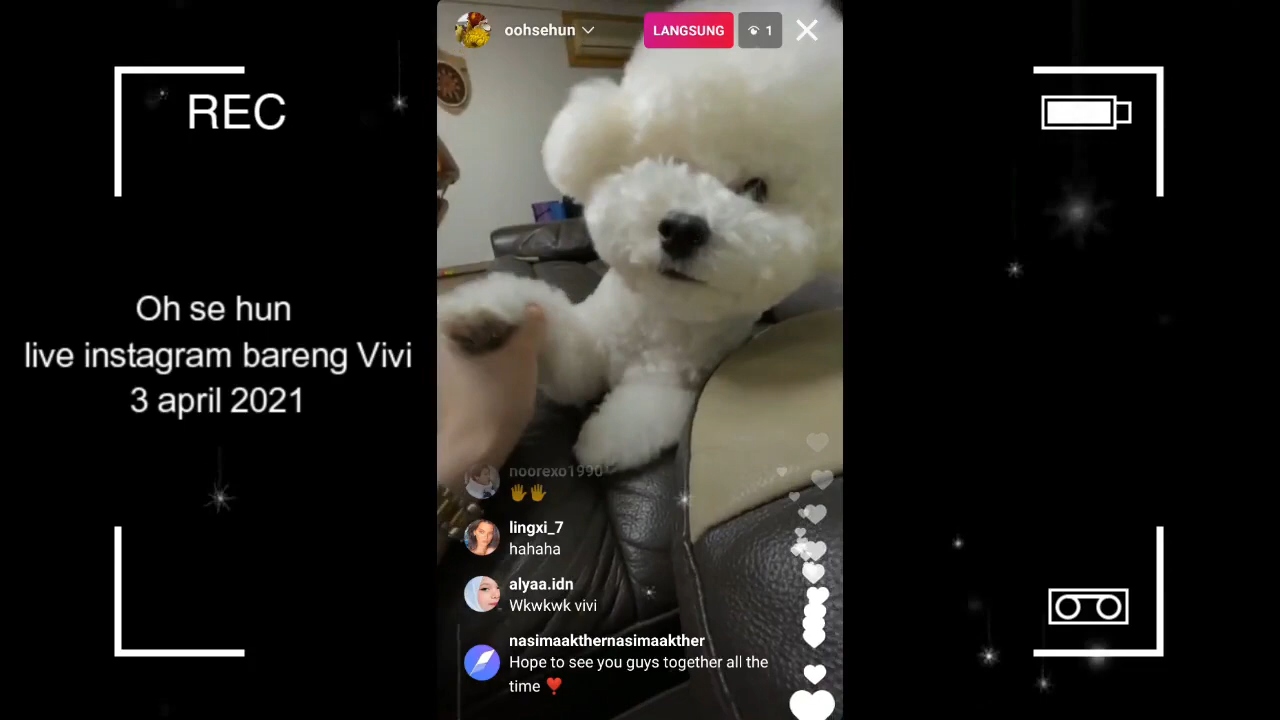 REC
Oh se hun
live instagram bareng Vivi
3 april 2021
oohsehun
LANGSUNG
1
noorexo1990
🖐🖐
lingxi_7
hahaha
alyaa.idn
Wkwkwk vivi
nasimaakthernasimaakther
Hope to see you guys together all the
time ❣️